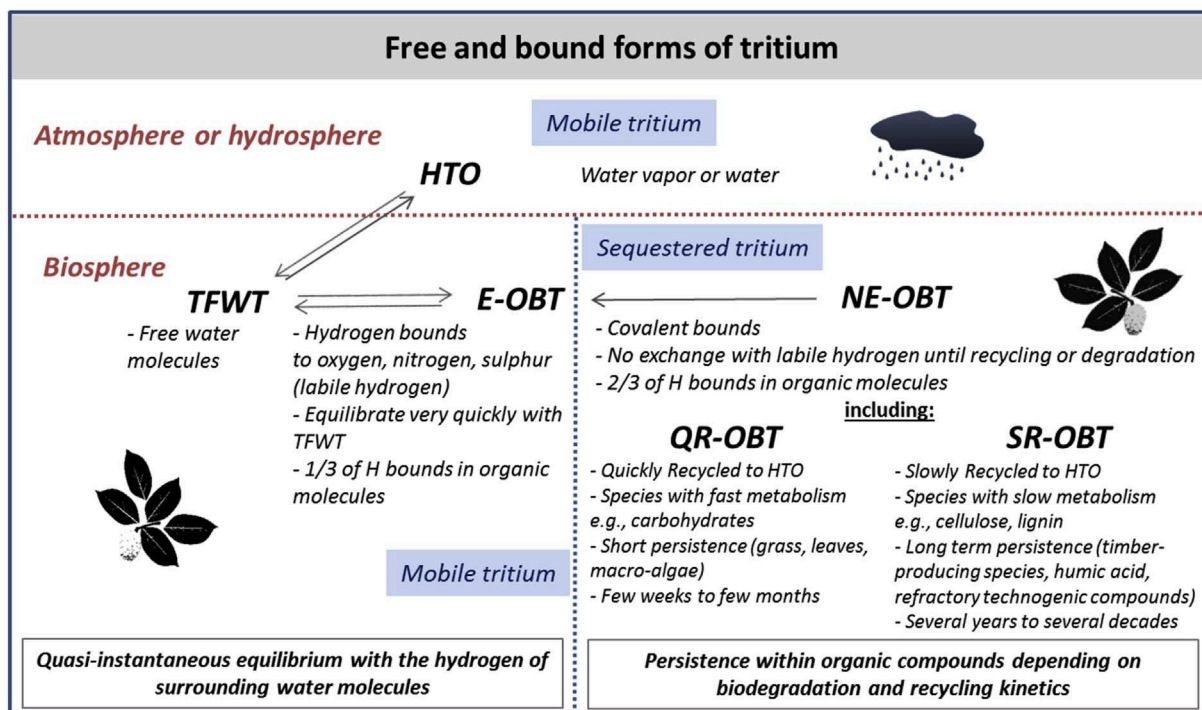 Free and bound forms of tritium
Atmosphere or hydrosphere
Mobile tritium
HTO
Water vapor or water
Biosphere
TFWT
- Free water
molecules
E-OBT
- Hydrogen bounds
to oxygen, nitrogen, sulphur
(labile hydrogen)
- Equilibrate very quickly with
TFWT
- 1/3 of H bounds in organic
molecules
Mobile tritium
Quasi-instantaneous equilibrium with the hydrogen of
surrounding water molecules
Sequestered tritium
NE-OBT
- Covalent bounds
- No exchange with labile hydrogen until recycling or degradation
- 2/3 of H bounds in organic molecules
including:
QR-OBT
- Quickly Recycled to HTO
- Species with fast metabolism
e.g., carbohydrates
- Short persistence (grass, leaves,
macro-algae)
- Few weeks to few months
SR-OBT
- Slowly Recycled to HTO
- Species with slow metabolism
e.g., cellulose, lignin
- Long term persistence (timber-
producing species, humic acid,
refractory technogenic compounds)
- Several years to several decades
Persistence within organic compounds depending on
biodegradation and recycling kinetics